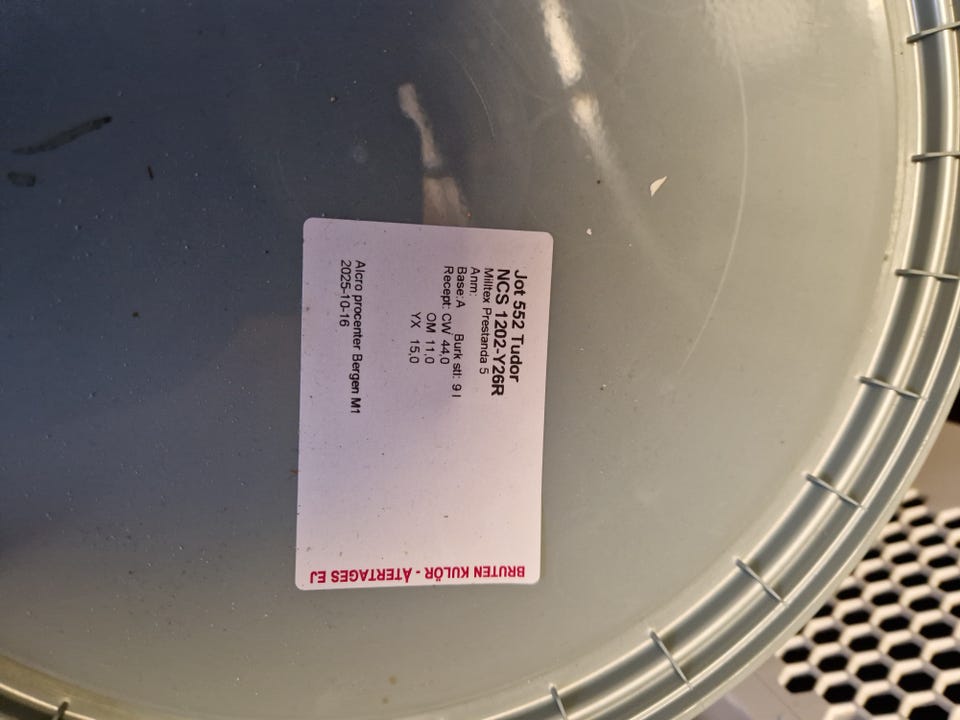 Jot 552 Tudor
NCS 1202-Y26R
Milltex Prestanda 5
Anm:
Base:A Burk stl: 9 l
Recept: CW 44,0
OM 11,0
YX 15,0
Alcro procenter Bergen M1
2025-10-16
BRUTEN KULÖR - ÅTERTAGES EJ